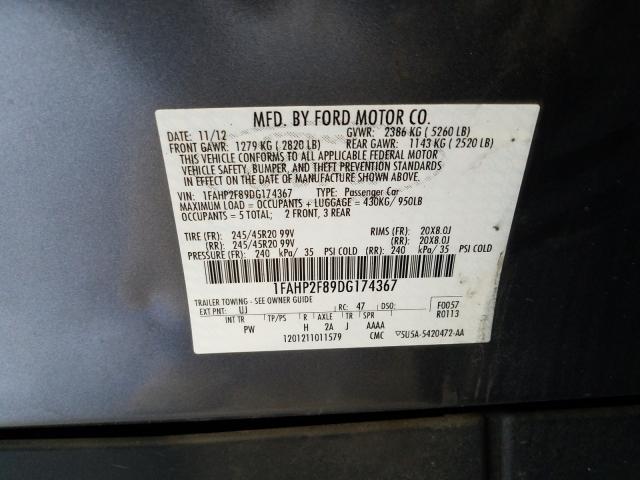 MFD. BY FORD MOTOR CO.
DATE: 11/12 GVWR: 2386 KG ( 5260 LB)
FRONT GAWR: 1279 KG ( 2820 LB) REAR GAWR: 1143 KG ( 2520 LB)
THIS VEHICLE CONFORMS TO ALL APPLICABLE FEDERAL MOTOR
VEHICLE SAFETY, BUMPER, AND THEFT PREVENTION STANDARDS
IN EFFECT ON THE DATE OF MANUFACTURE SHOWN ABOVE.
VIN: 1FAHP2F89DG174367 TYPE: Passenger Car
MAXIMUM LOAD = OCCUPANTS + LUGGAGE = 430KG/ 950LB
OCCUPANTS = 5 TOTAL; 2 FRONT, 3 REAR
TIRE (FR): 245/45R20 99V RIMS (FR): 20X8.0J
(RR): 245/45R20 99V (RR): 20X8.0J
PRESSURE (FR): 240 kPa/ 35 PSI COLD (RR): 240 kPa/ 35 PSI COLD
1FAHP2F89DG174367
TRAILER TOWING - SEE OWNER GUIDE
EXT PNT: UJ RC: 47 DSO: F0057
INT TR TP/PS R AXLE TR SPR R0113
PW H 2A J AAAA
1201211011579 CMC ▽5U5A-5420472-AA